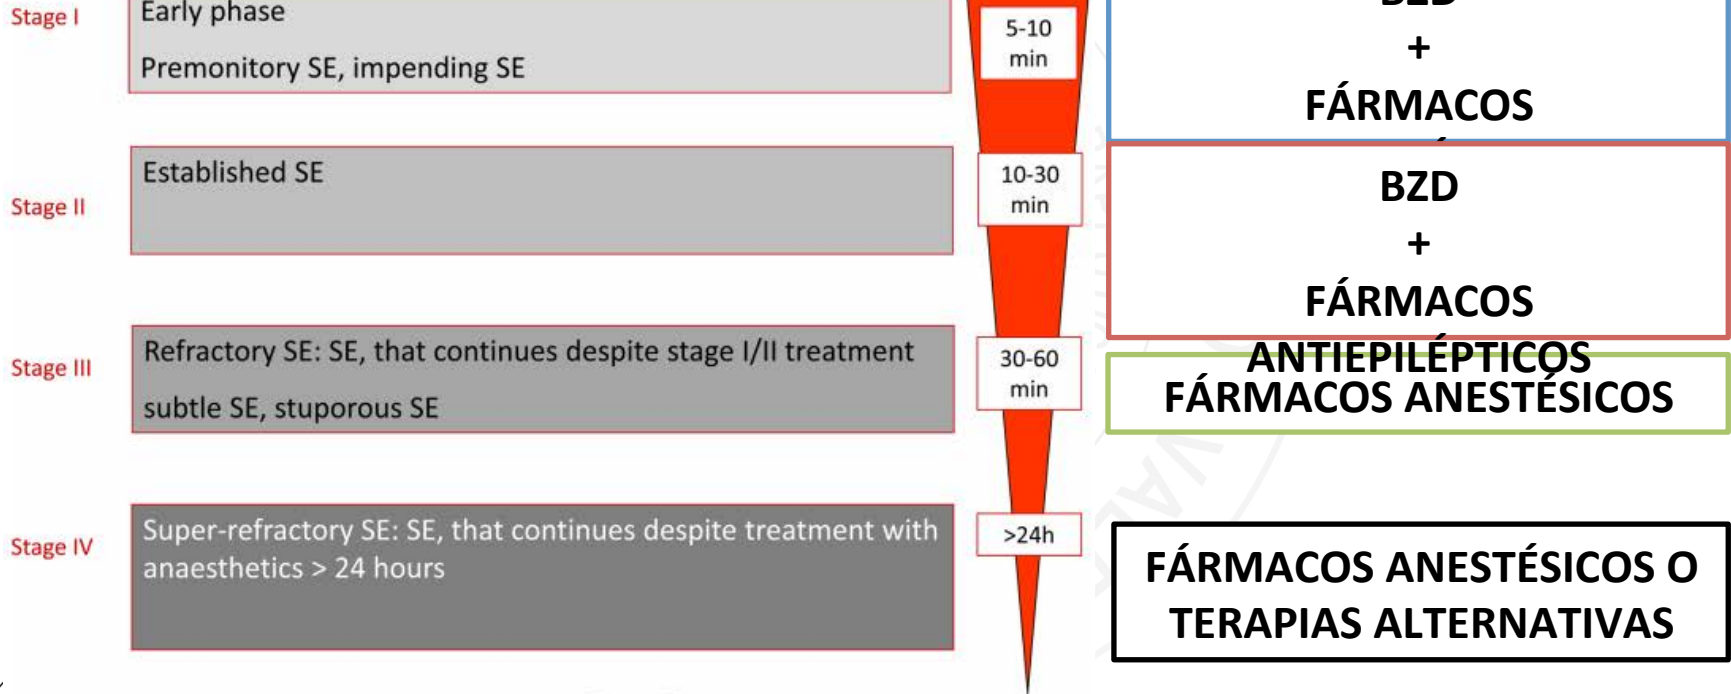 Stage I
Early phase
Premonitory SE, impending SE
5-10
min
BZD
+
FÁRMACOS
Stage II
Established SE
10-30
min
BZD
+
FÁRMACOS
ANTIEPILÉPTICOS
Stage III
Refractory SE: SE, that continues despite stage I/II treatment
subtle SE, stuporous SE
30-60
min
FÁRMACOS ANESTÉSICOS
Stage IV
Super-refractory SE: SE, that continues despite treatment with
anaesthetics > 24 hours
>24h
FÁRMACOS ANESTÉSICOS O
TERAPIAS ALTERNATIVAS